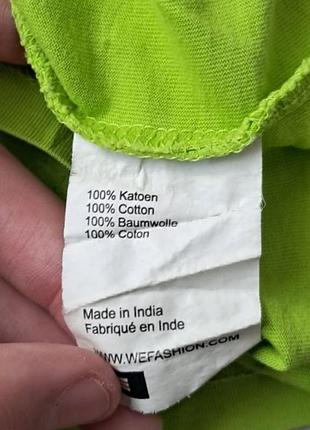 100% Katoen
100% Cotton
100% Baumwolle
100% Coton
Made in India
Fabriqué en Inde
WWW.WEFASHION.COM